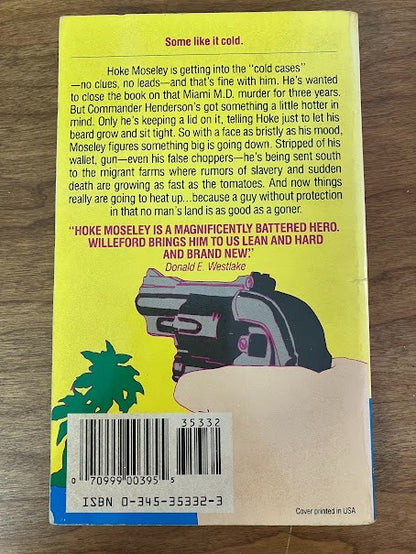 Some like it cold.
Hoke Moseley is getting into the "cold cases"
—no clues, no leads—and that's fine with him. He's wanted
to close the book on that Miami M.D. murder for three years.
But Commander Henderson's got something a little hotter in
mind. Only he's keeping a lid on it, telling Hoke just to let his
beard grow and sit tight. So with a face as bristly as his mood,
Moseley figures something big is going down. Stripped of his
wallet, gun—even his false choppers—he's being sent south
to the migrant farms where rumors of slavery and sudden
death are growing as fast as the tomatoes. And now things
really are going to heat up...because a guy without protection
in that no man's land is as good as a goner.
"HOKE MOSELEY IS A MAGNIFICENTLY BATTERED HERO.
WILLEFORD BRINGS HIM TO US LEAN AND HARD
AND BRAND NEW."
Donald E. Westlake
35332
0 70999 00395 5
ISBN 0-345-35332-3
Cover printed in USA